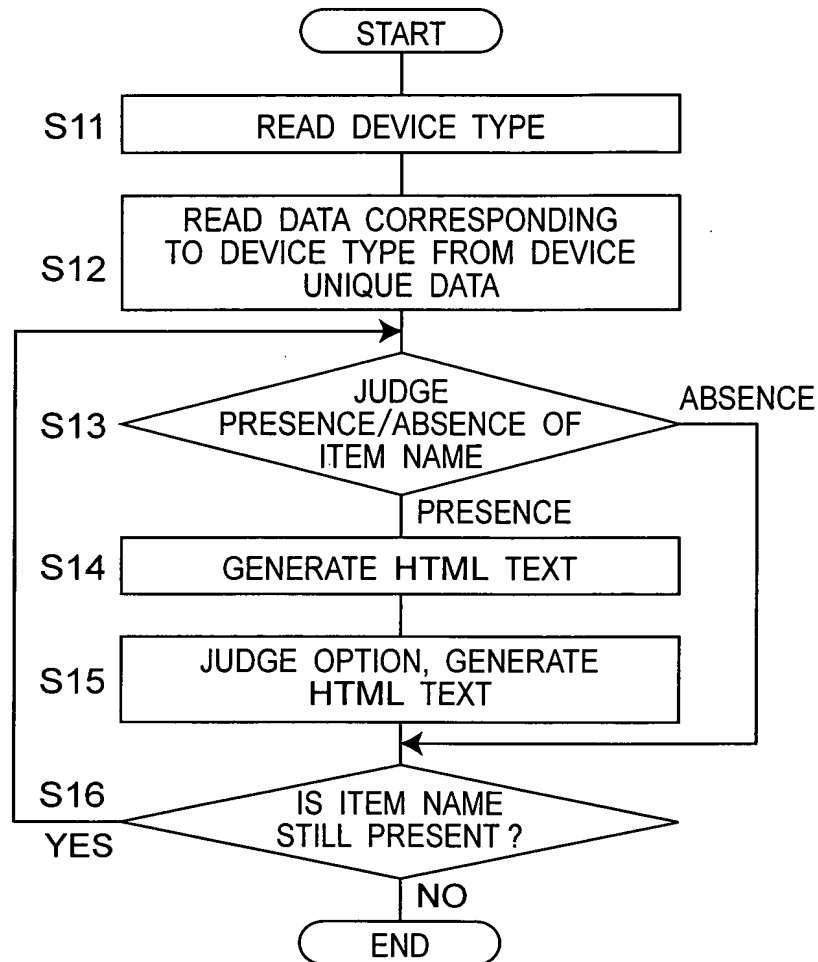 START
S11
READ DEVICE TYPE
S12
READ DATA CORRESPONDING
TO DEVICE TYPE FROM DEVICE
UNIQUE DATA
S13
JUDGE
PRESENCE/ABSENCE OF
ITEM NAME
ABSENCE
PRESENCE
S14
GENERATE HTML TEXT
S15
JUDGE OPTION, GENERATE
HTML TEXT
S16
IS ITEM NAME
STILL PRESENT?
YES
NO
END